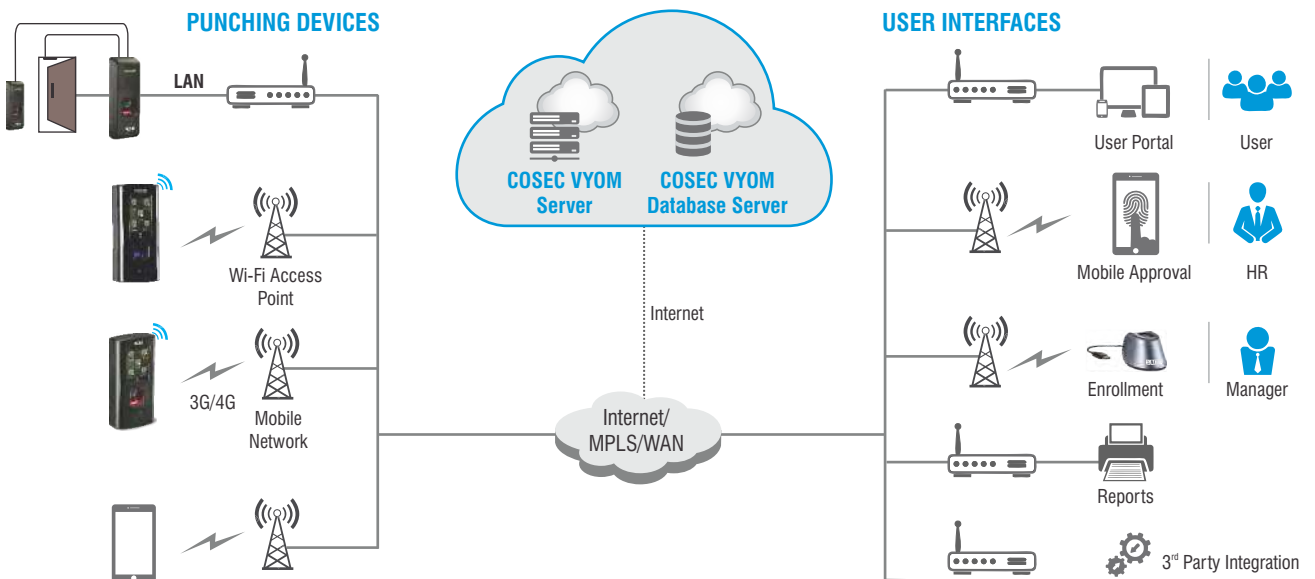 PUNCHING DEVICES
USER INTERFACES
LAN
COSEC VYOM
Server
COSEC VYOM
Database Server
User Portal
User
Wi-Fi Access
Point
Mobile Approval
HR
Internet
3G/4G
Mobile
Network
Internet/
MPLS/WAN
Enrollment
Manager
Reports
3rd Party Integration